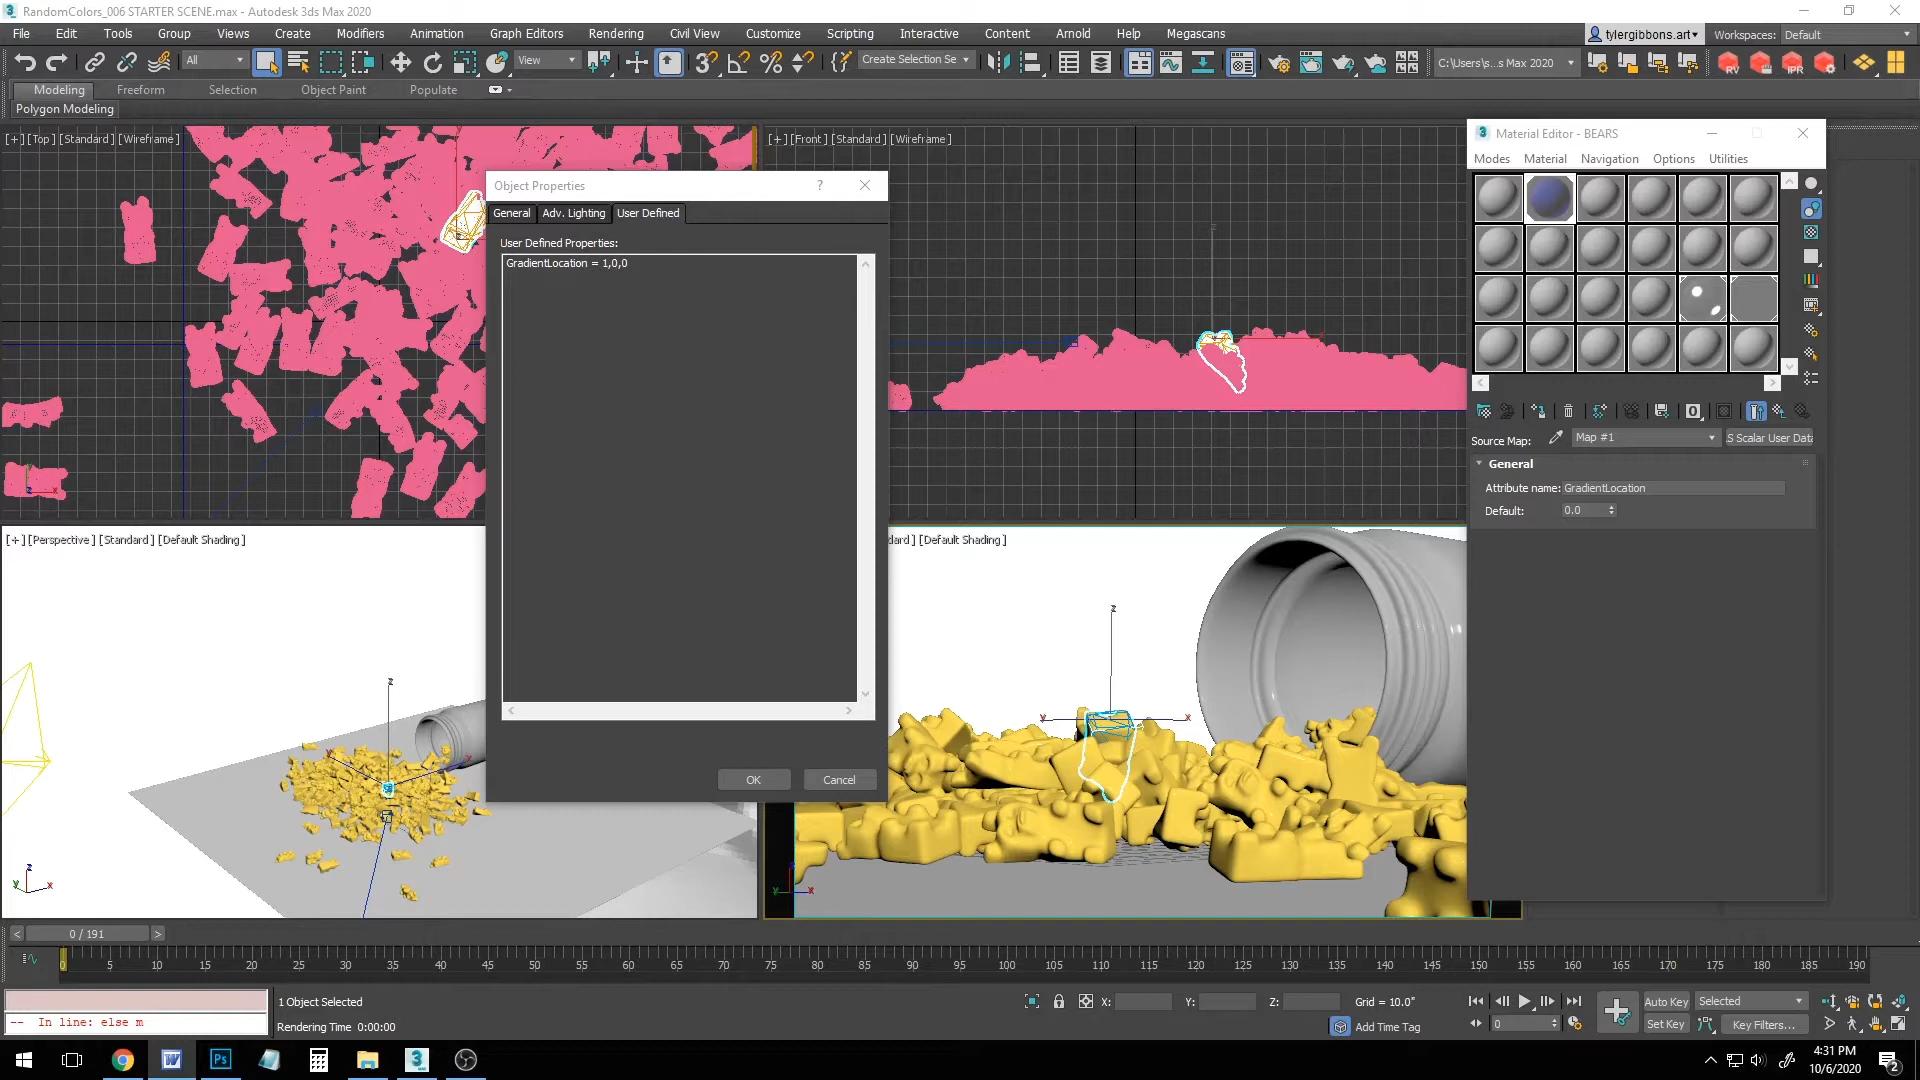 RandomColors_006 STARTER SCENE.max - Autodesk 3ds Max 2020
File Edit Tools Group Views Create Modifiers Animation Graph Editors Rendering Civil View Customize Scripting Interactive Content Arnold Help Megascans
tylergibbons.art Workspaces: Default
All View Create Selection Se C:\Users\s...s Max 2020
Modeling Freeform Selection Object Paint Populate
Polygon Modeling
[+][Top][Standard][Wireframe]
[+][Front][Standard][Wireframe]
Object Properties
General Adv. Lighting User Defined
User Defined Properties:
GradientLocation = 1,0,0
OK Cancel
Material Editor - BEARS
Modes Material Navigation Options Utilities
Source Map: Map #1 S Scalar User Data
General
Attribute name: GradientLocation
Default: 0.0
[+][Perspective][Standard][Default Shading]
dard][Default Shading]
0 / 191
0 5 10 15 20 25 30 35 40 45 50 55 60 65 70 75 80 85 90 95 100 105 110 115 120 125 130 135 140 145 150 155 160 165 170 175 180 185 190
1 Object Selected
X: Y: Z: Grid = 10.0"
Auto Key Selected
-- In line: else m
Rendering Time 0:00:00
Add Time Tag
0
Set Key Key Filters...
4:31 PM
10/6/2020
2